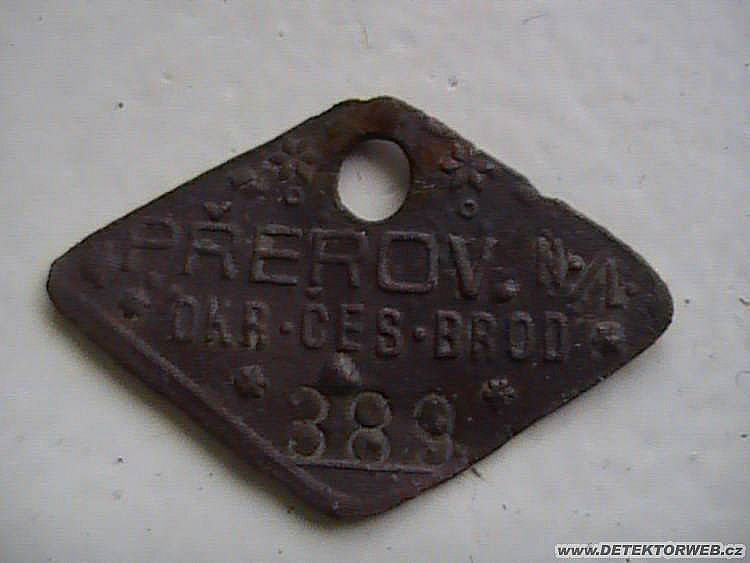 PŘEROV. N./L.
OKR·ČES·BROD
389
www.DETEKTORWEB.cz